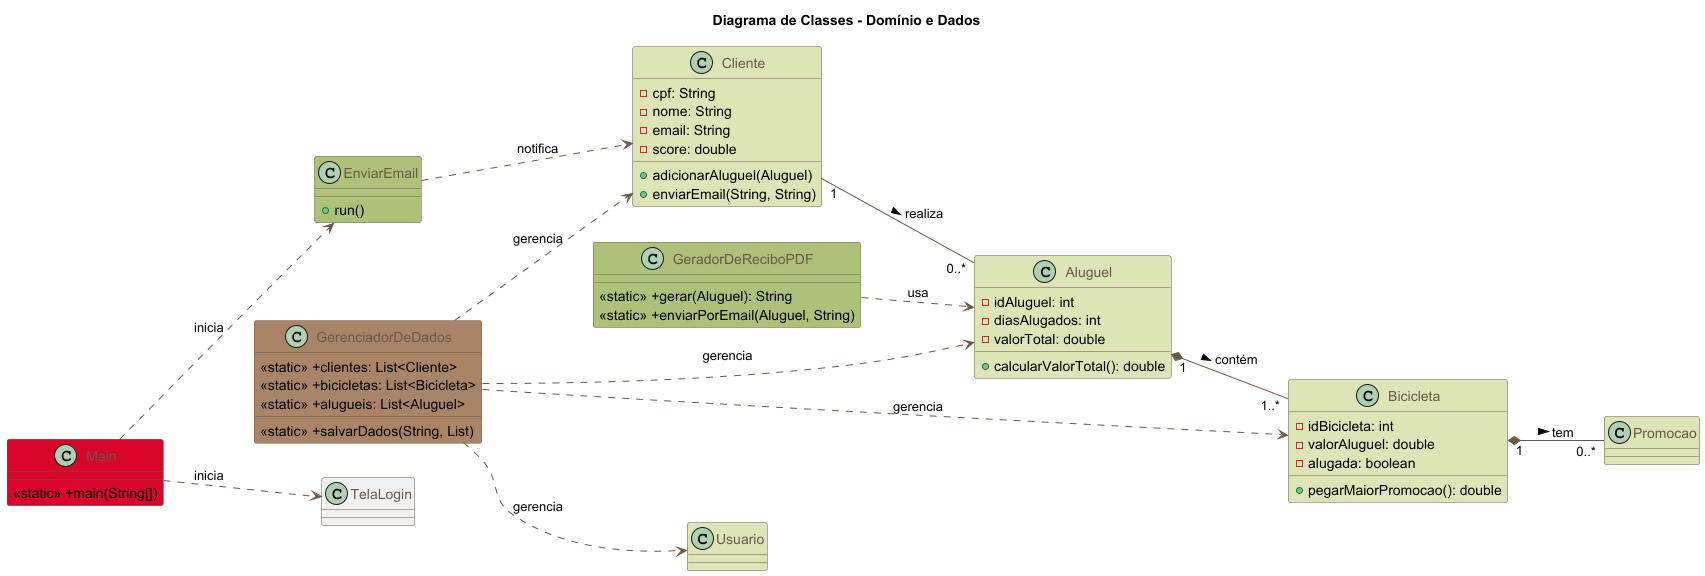 Diagrama de Classes - Domínio e Dados
C Cliente
cpf: String
nome: String
email: String
score: double
adicionarAluguel(Aluguel)
enviarEmail(String, String)
notifica
C EnviarEmail
run()
1
realiza
0..*
gerencia
C GeradorDeReciboPDF
«static» +gerar(Aluguel): String
«static» +enviarPorEmail(Aluguel, String)
usa
C Aluguel
idAluguel: int
diasAlugados: int
valorTotal: double
calcularValorTotal(): double
inicia
C GerenciadorDeDados
«static» +clientes: List<Cliente>
«static» +bicicletas: List<Bicicleta>
«static» +alugueis: List<Aluguel>
«static» +salvarDados(String, List)
gerencia
1
contém
1..*
gerencia
C Bicicleta
idBicicleta: int
valorAluguel: double
alugada: boolean
pegarMaiorPromocao(): double
1
tem
0..*
C Promocao
C Main
«static» +main(String[])
inicia
C TelaLogin
gerencia
C Usuario